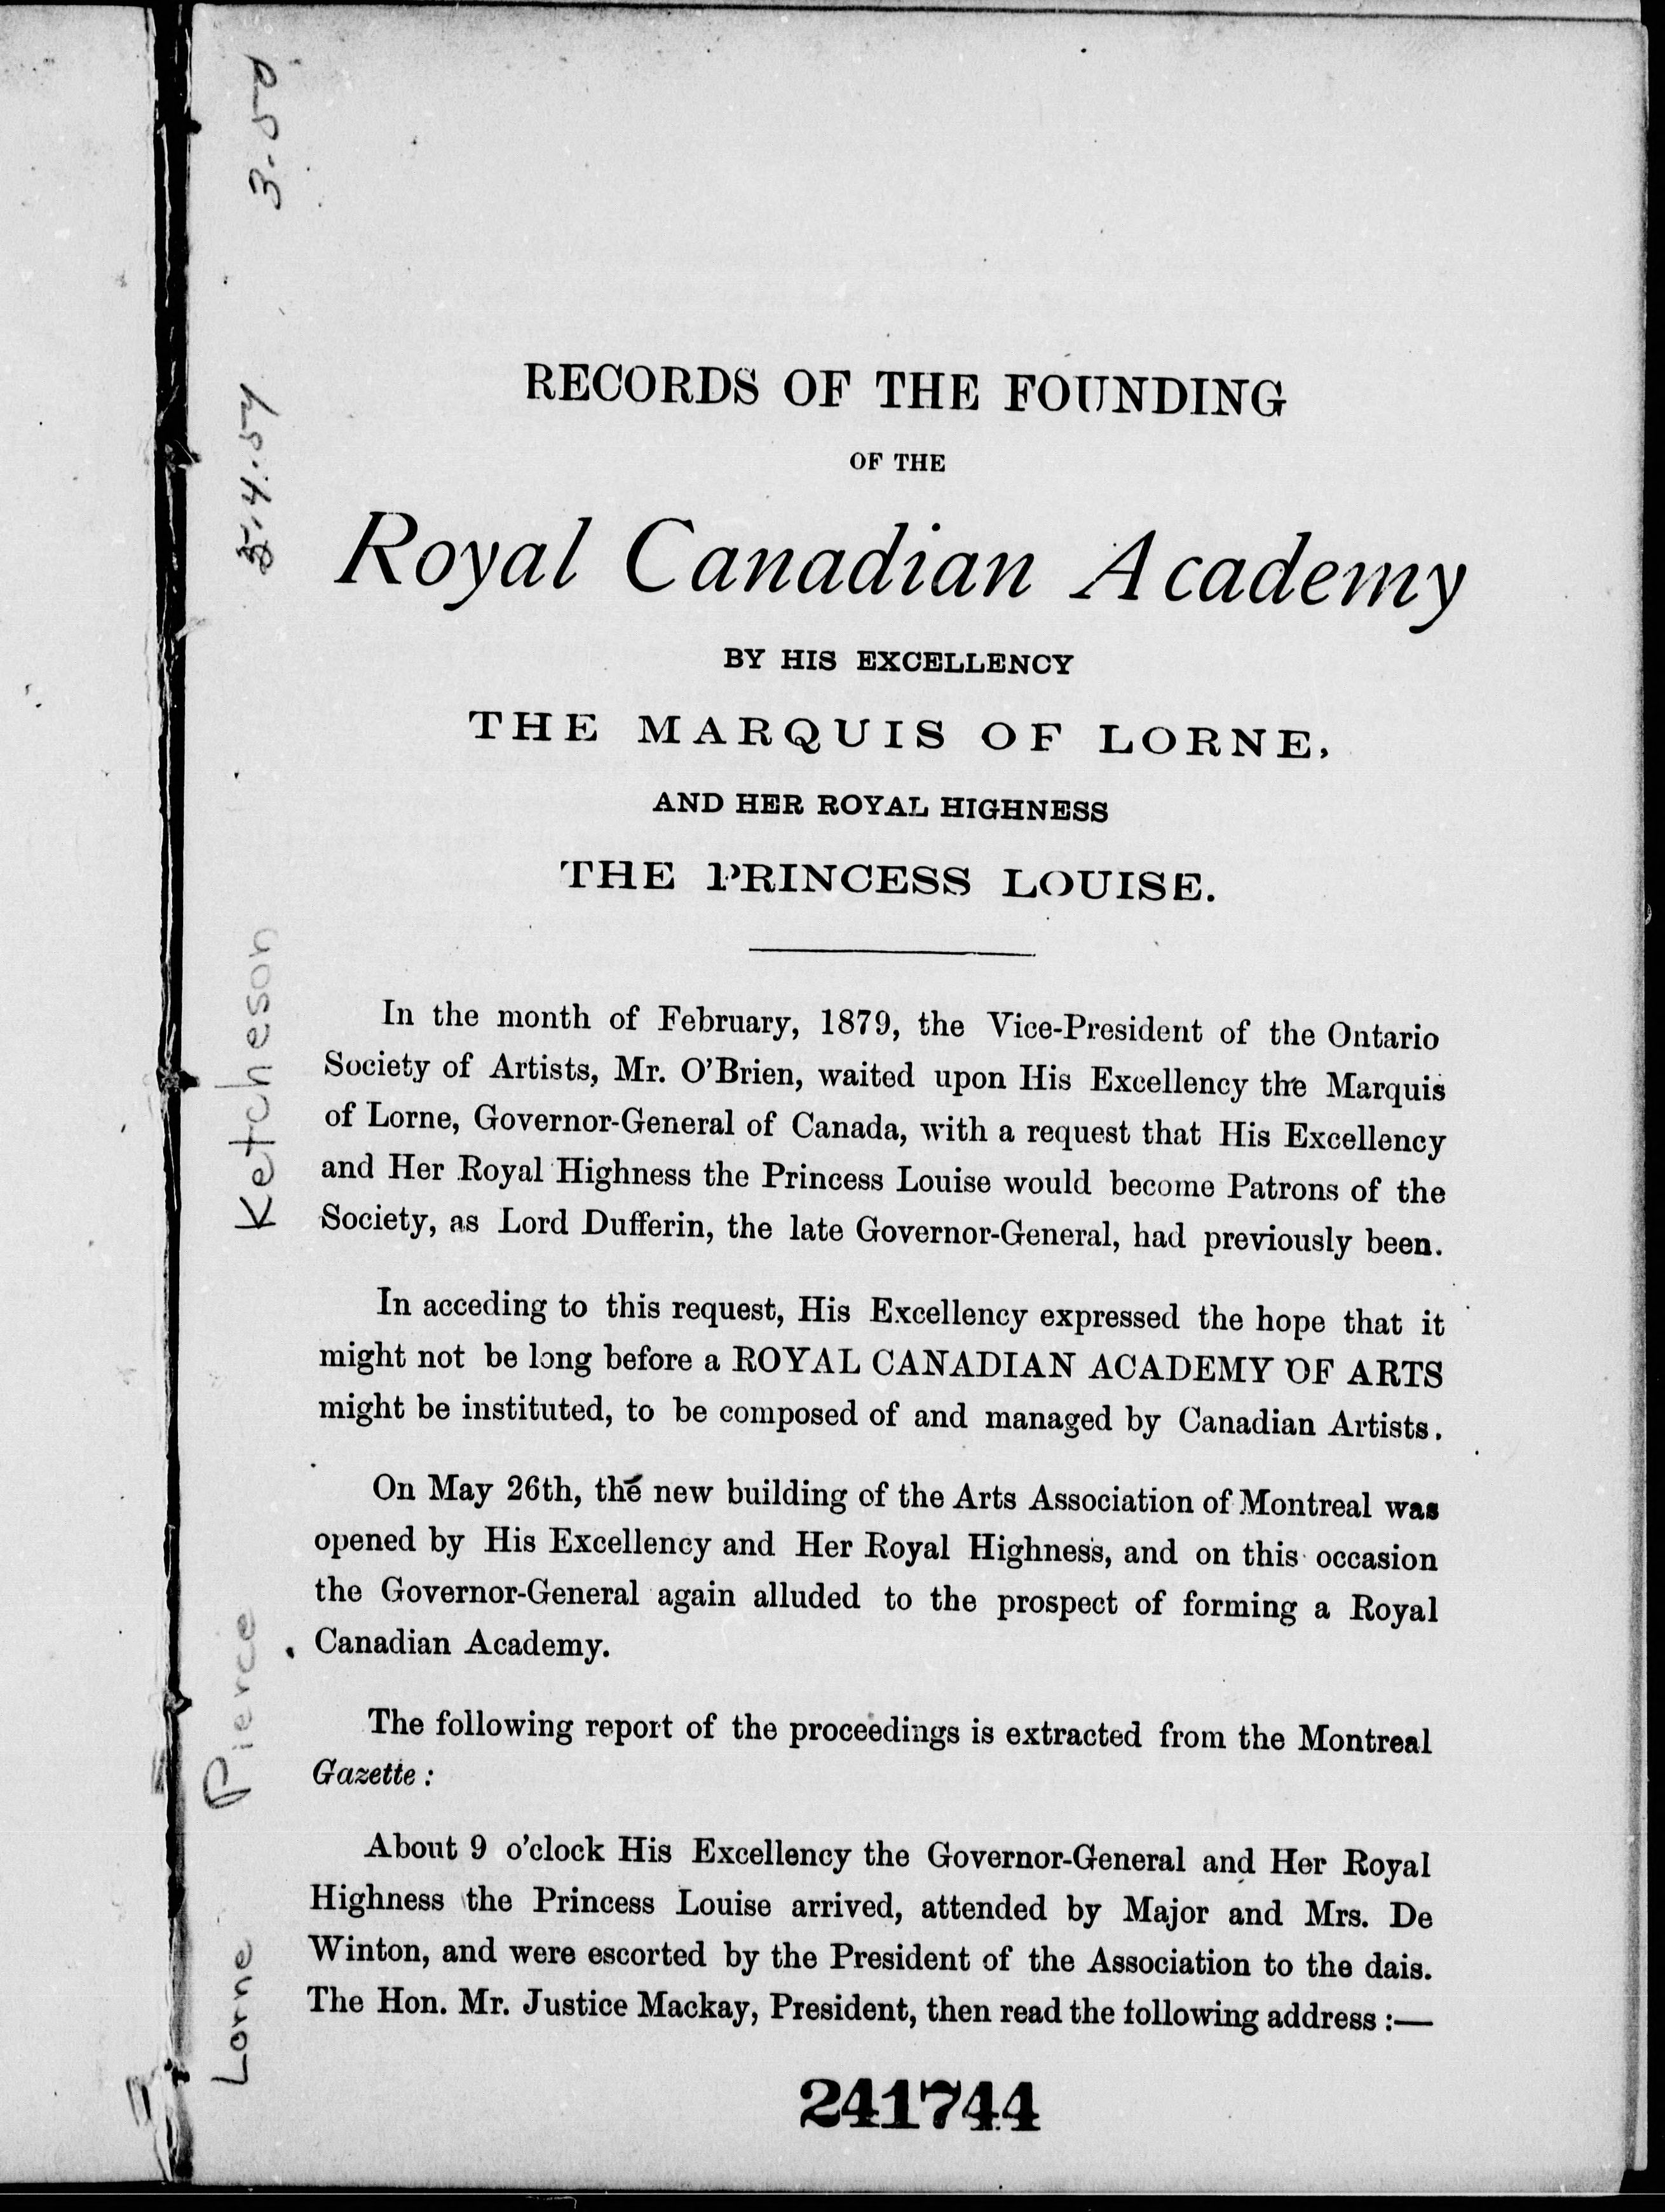 RECORDS OF THE FOUNDING
OF THE
Royal Canadian Academy
BY HIS EXCELLENCY
THE MARQUIS OF LORNE,
AND HER ROYAL HIGHNESS
THE PRINCESS LOUISE.
In the month of February, 1879, the Vice-President of the Ontario
Society of Artists, Mr. O'Brien, waited upon His Excellency the Marquis
of Lorne, Governor-General of Canada, with a request that His Excellency
and Her Royal Highness the Princess Louise would become Patrons of the
Society, as Lord Dufferin, the late Governor-General, had previously been.
In acceding to this request, His Excellency expressed the hope that it
might not be long before a ROYAL CANADIAN ACADEMY OF ARTS
might be instituted, to be composed of and managed by Canadian Artists.
On May 26th, the new building of the Arts Association of Montreal was
opened by His Excellency and Her Royal Highness, and on this occasion
the Governor-General again alluded to the prospect of forming a Royal
Canadian Academy.
The following report of the proceedings is extracted from the Montreal
Gazette :
About 9 o'clock His Excellency the Governor-General and Her Royal
Highness the Princess Louise arrived, attended by Major and Mrs. De
Winton, and were escorted by the President of the Association to the dais.
The Hon. Mr. Justice Mackay, President, then read the following address :—
241744
Lorne Pierce Ketcheson 3.50